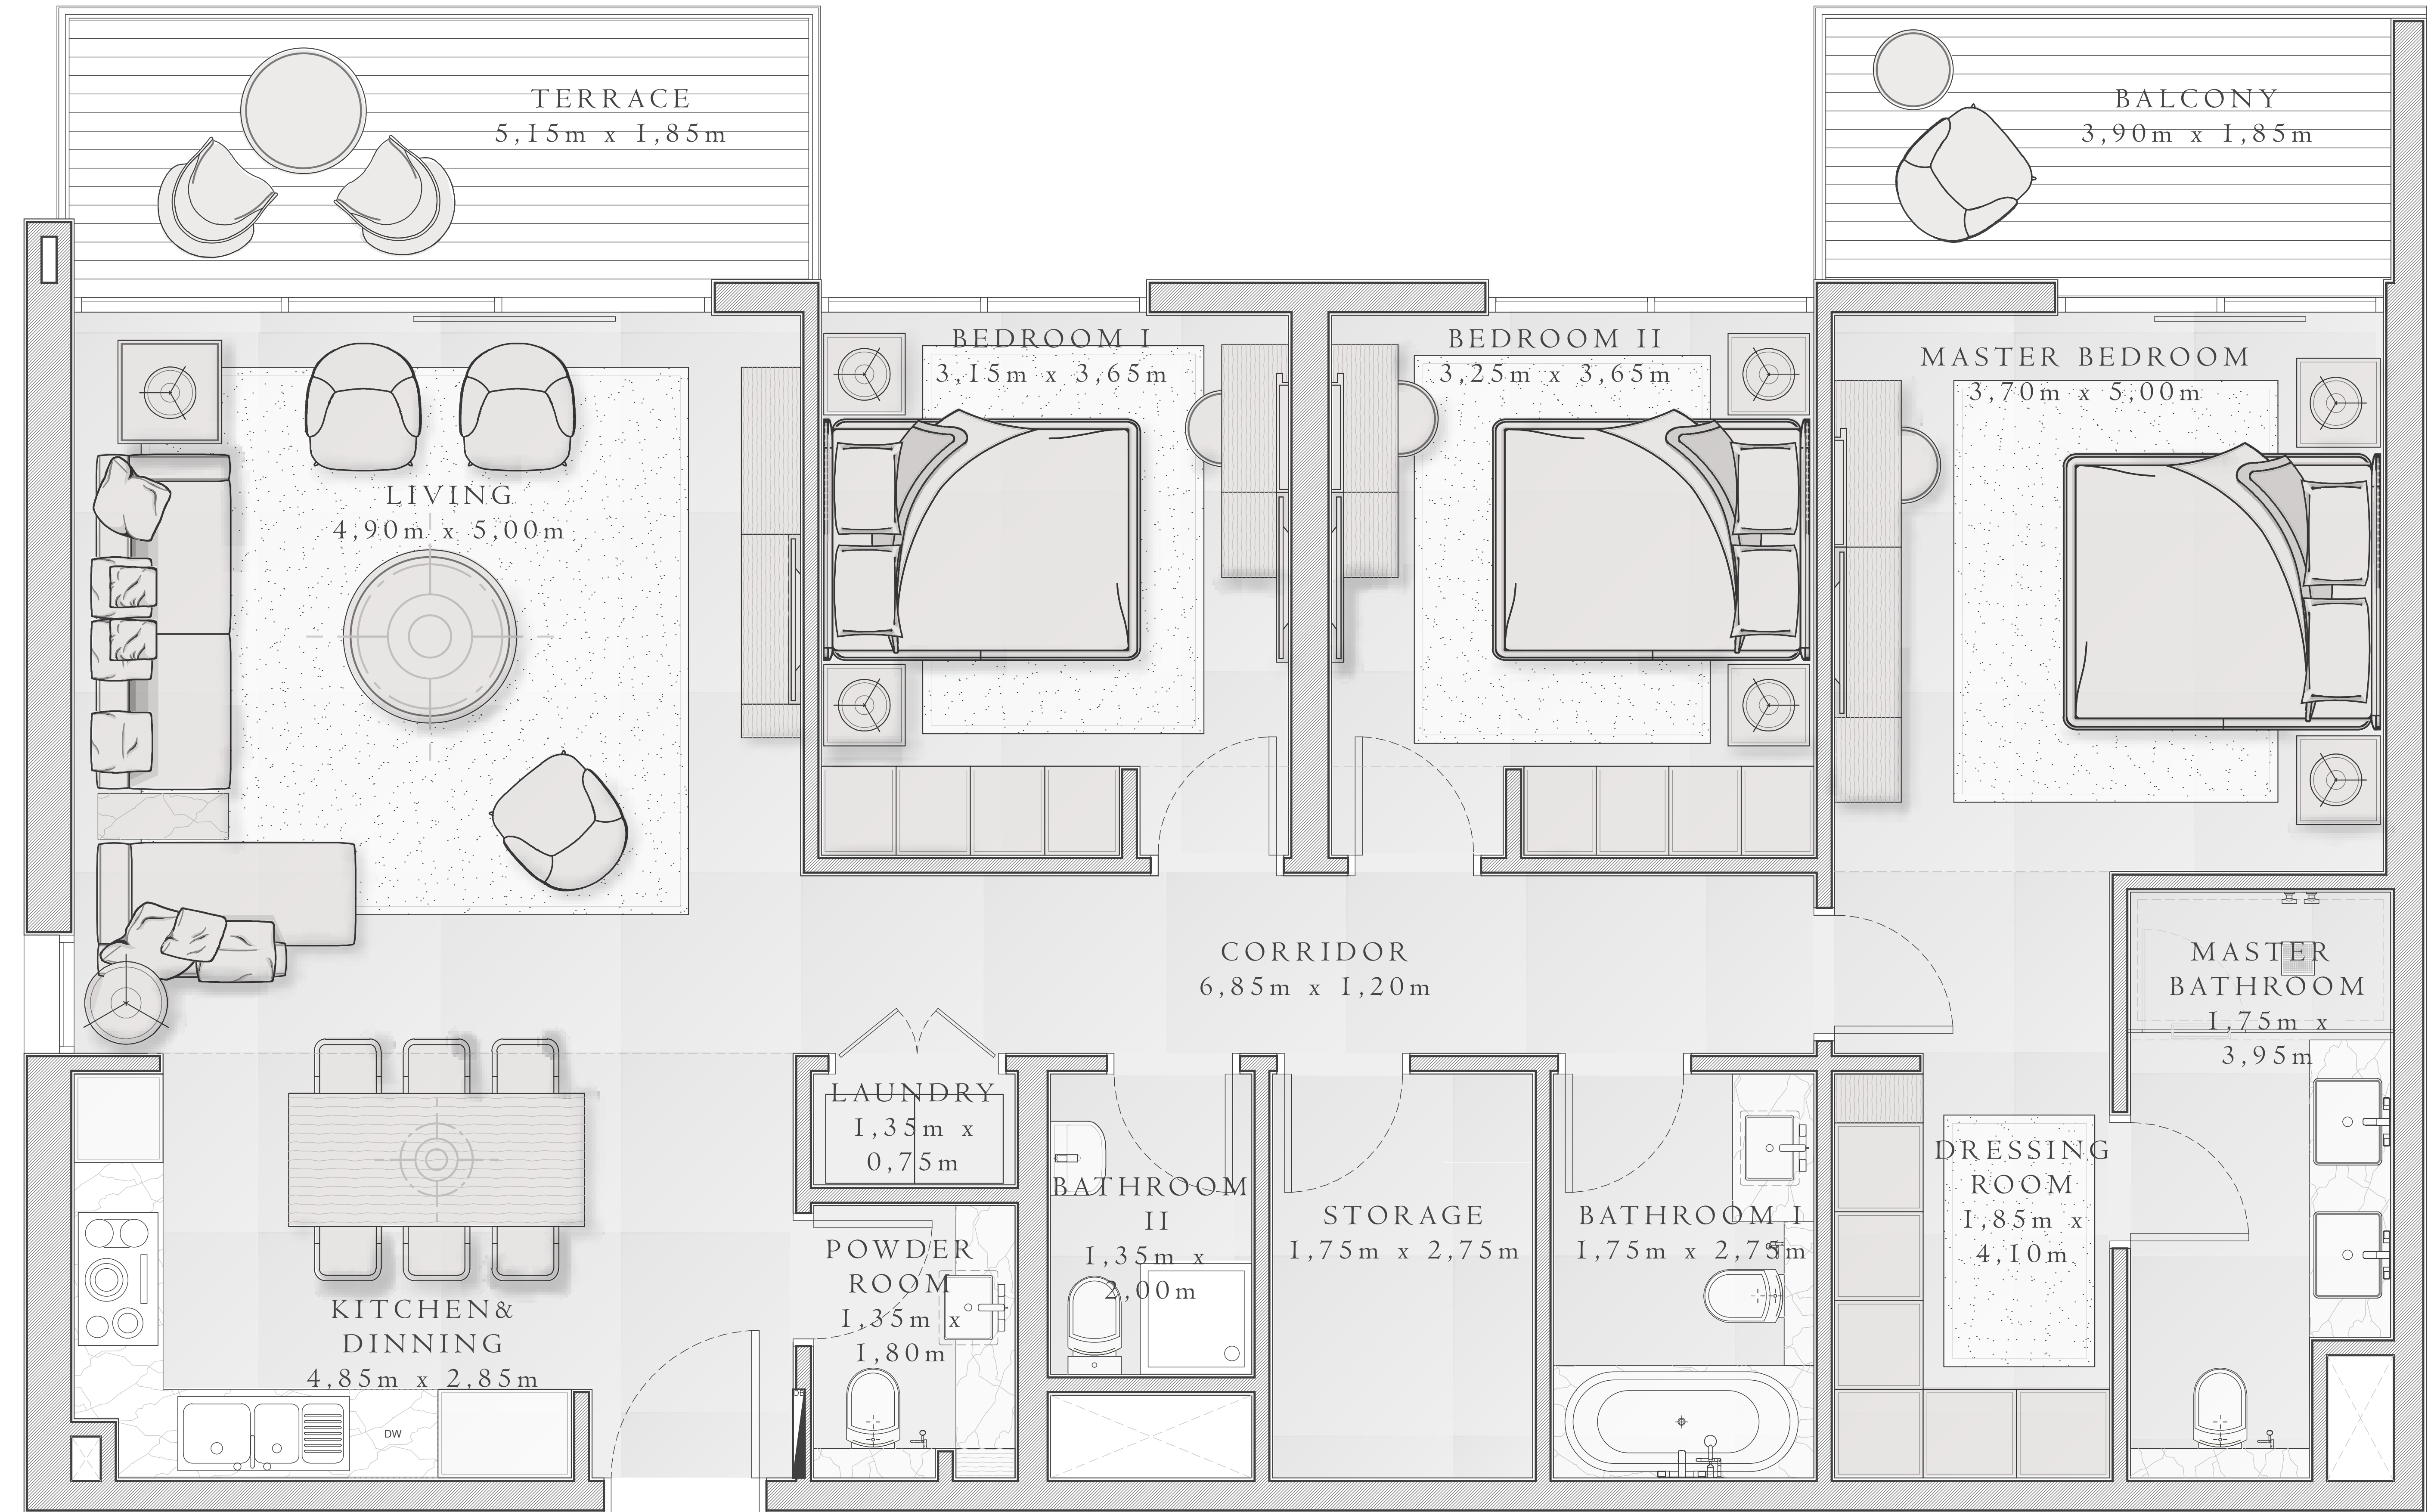 TERRACE
5,15m x 1,85m
BALCONY
3,90m x 1,85m
BEDROOM I
3,15m x 3,65m
BEDROOM II
3,25m x 3,65m
MASTER BEDROOM
3,70m x 5,00m
LIVING
4,90m x 5,00m
CORRIDOR
6,85m x 1,20m
MASTER
BATHROOM
1,75m x
3,95m
LAUNDRY
1,35m x
0,75m
BATHROOM
II
1,35m x
2,00m
STORAGE
1,75m x 2,75m
BATHROOM I
1,75m x 2,75m
DRESSING
ROOM
1,85m x
4,10m
POWDER
ROOM
1,35m x
1,80m
KITCHEN&
DINNING
4,85m x 2,85m
DW